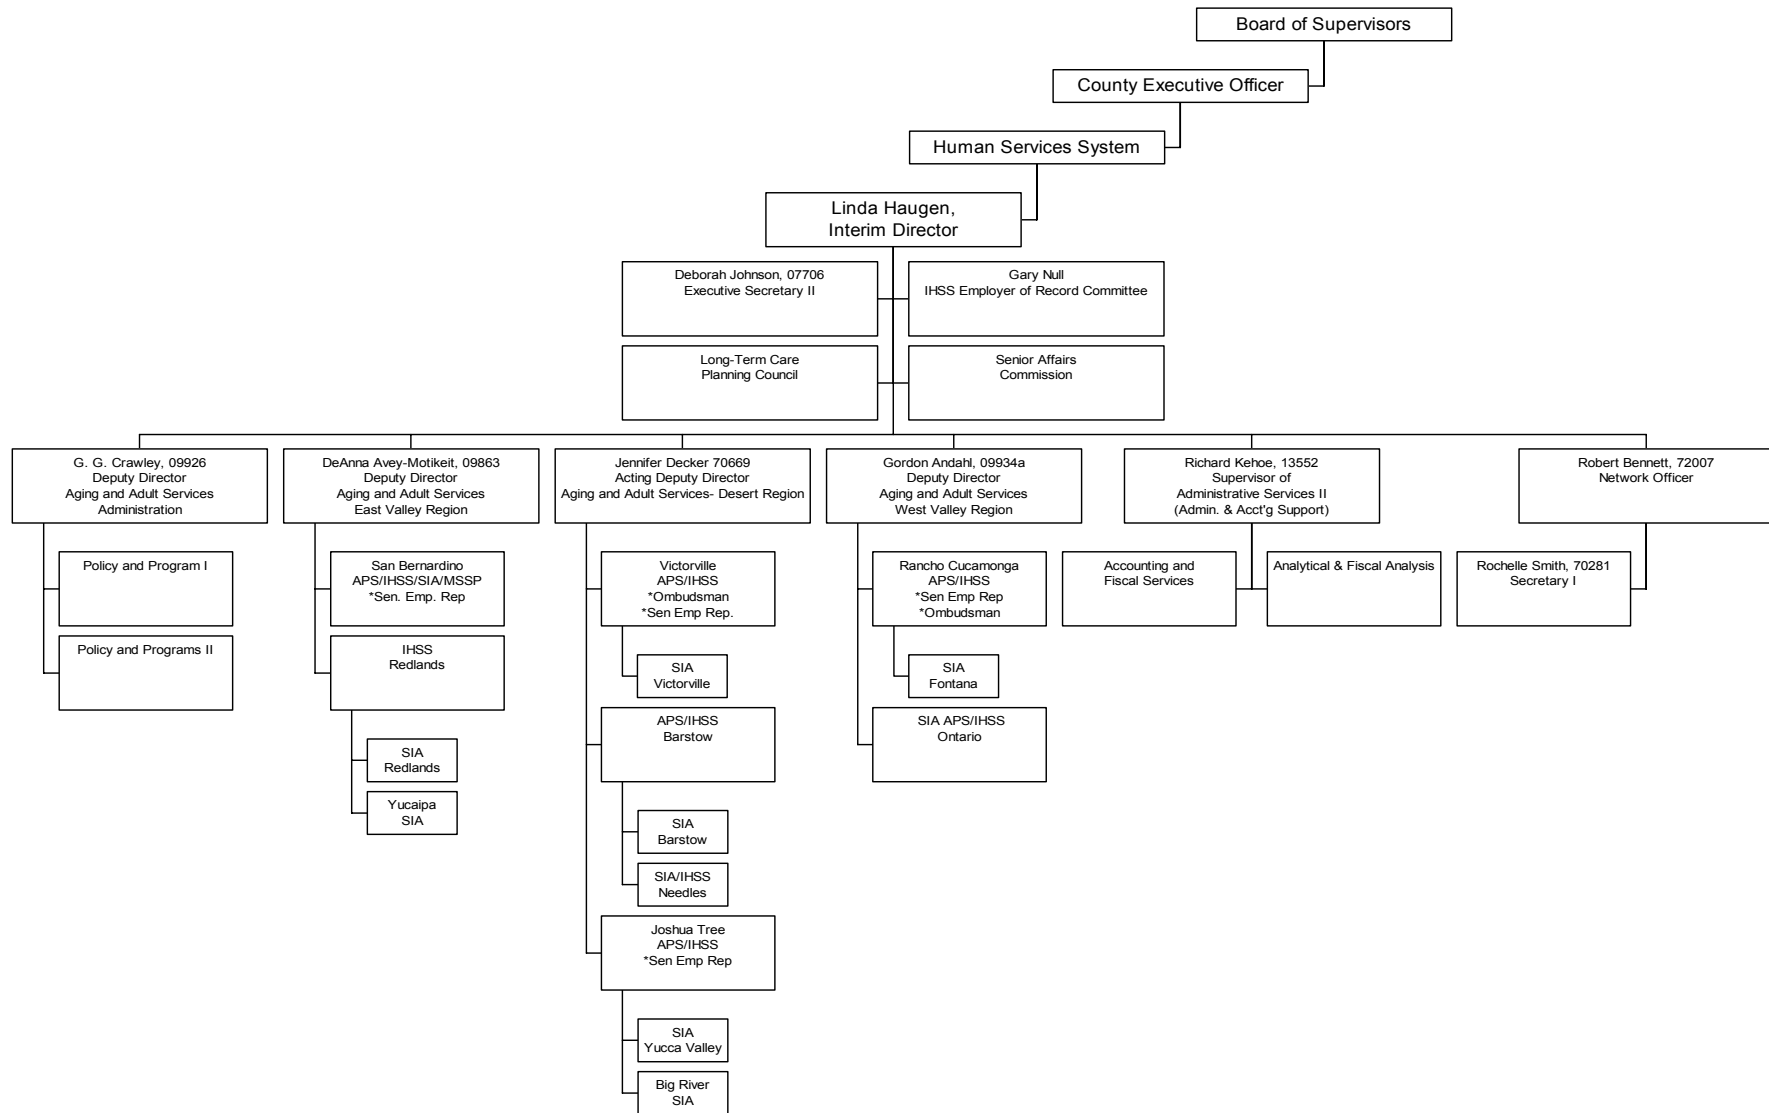 Board of Supervisors
County Executive Officer
Human Services System
Linda Haugen,
Interim Director
Deborah Johnson, 07706
Executive Secretary II
Gary Null
IHSS Employer of Record Committee
Long-Term Care
Planning Council
Senior Affairs
Commission
G. G. Crawley, 09926
Deputy Director
Aging and Adult Services
Administration
Policy and Program I
Policy and Programs II
DeAnna Avey-Motikeit, 09863
Deputy Director
Aging and Adult Services
East Valley Region
San Bernardino
APS/IHSS/SIA/MSSP
*Sen. Emp. Rep
IHSS
Redlands
SIA
Redlands
Yucaipa
SIA
Jennifer Decker 70669
Acting Deputy Director
Aging and Adult Services- Desert Region
Victorville
APS/IHSS
*Ombudsman
*Sen Emp Rep.
SIA
Victorville
APS/IHSS
Barstow
SIA
Barstow
SIA/IHSS
Needles
Joshua Tree
APS/IHSS
*Sen Emp Rep
SIA
Yucca Valley
Big River
SIA
Gordon Andahl, 09934a
Deputy Director
Aging and Adult Services
West Valley Region
Rancho Cucamonga
APS/IHSS
*Sen Emp Rep
*Ombudsman
SIA
Fontana
SIA APS/IHSS
Ontario
Richard Kehoe, 13552
Supervisor of
Administrative Services II
(Admin. & Acct'g Support)
Accounting and
Fiscal Services
Analytical & Fiscal Analysis
Robert Bennett, 72007
Network Officer
Rochelle Smith, 70281
Secretary I